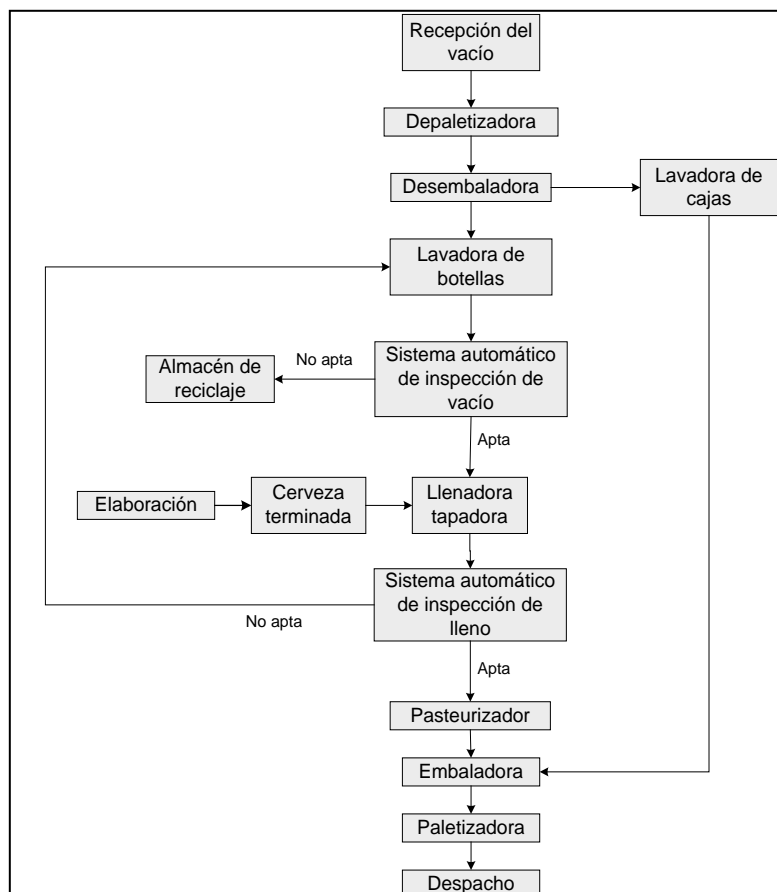 Recepción del
vacío
Depaletizadora
Desembaladora
Lavadora de
cajas
Lavadora de
botellas
Almacén de
reciclaje
No apta
Sistema automático
de inspección de
vacío
Apta
Elaboración
Cerveza
terminada
Llenadora
tapadora
Sistema automático
de inspección de
lleno
No apta
Apta
Pasteurizador
Embaladora
Paletizadora
Despacho